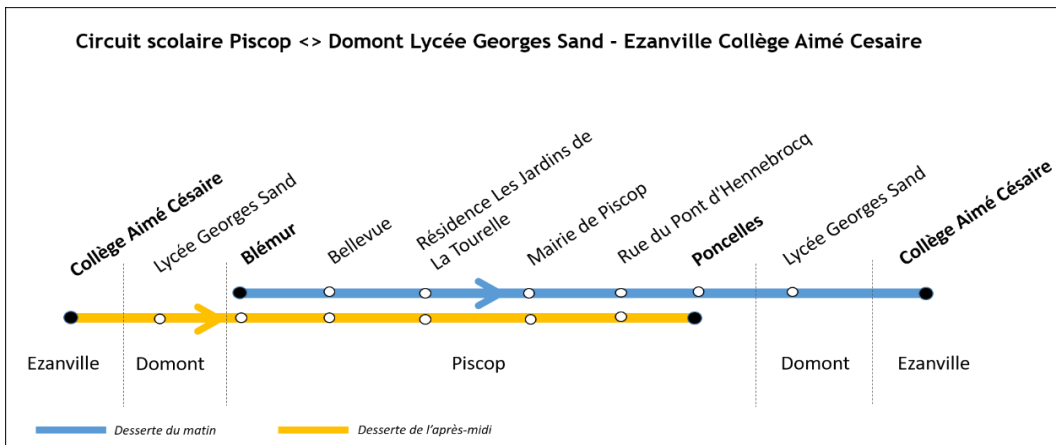 Circuit scolaire Piscop <> Domont Lycée Georges Sand - Ezanville Collège Aimé Cesaire
Collège Aimé Césaire
Lycée Georges Sand
Blémur
Bellevue
Résidence Les Jardins de
La Tourelle
Mairie de Piscop
Rue du Pont d'Hennebrocq
Poncelles
Lycée Georges Sand
Collège Aimé Césaire
Ezanville
Domont
Piscop
Domont
Ezanville
Desserte du matin
Desserte de l'après-midi